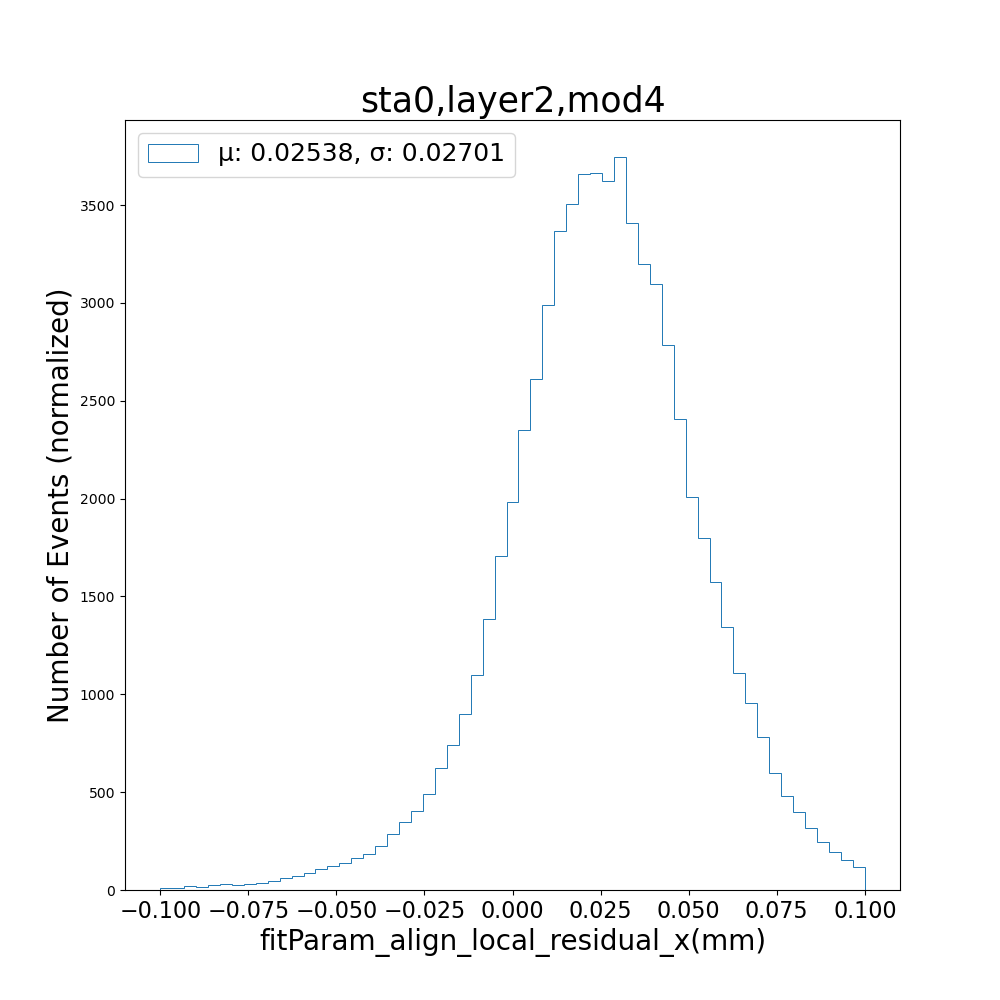 sta0,layer2,mod4
μ: 0.02538, σ: 0.02701
Number of Events (normalized)
3500
3000
2500
2000
1500
1000
500
0
−0.100 −0.075 −0.050 −0.025 0.000 0.025 0.050 0.075 0.100
fitParam_align_local_residual_x(mm)